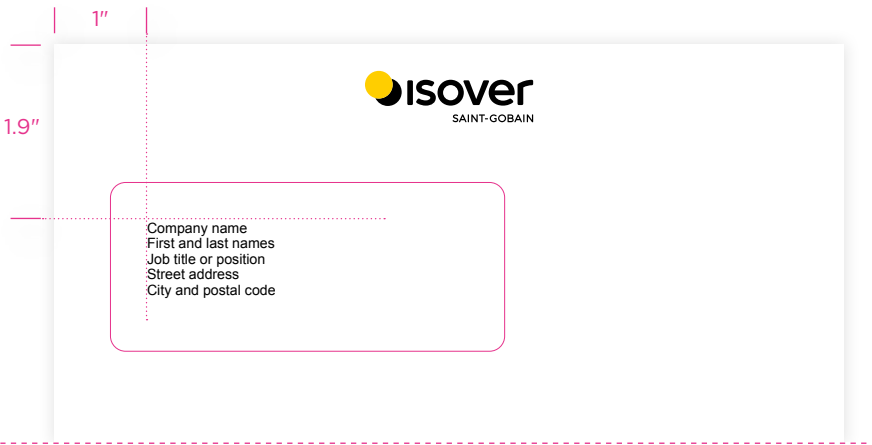 1"
1.9"
ISOVer
SAINT-GOBAIN
Company name
First and last names
Job title or position
Street address
City and postal code